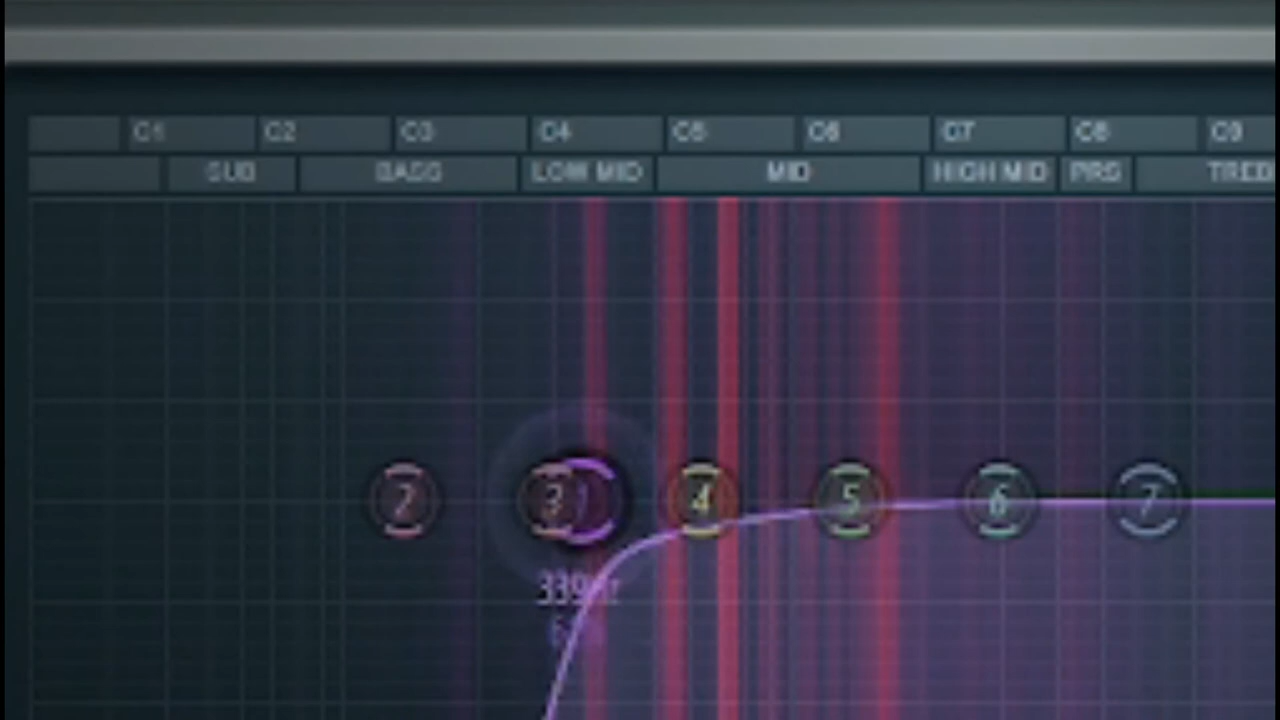 C1 C2 C3 C4 C5 C6 C7 C8 C9
SUB BASS LOW MID MID HIGH MID PRS TREB
2 3 4 5 6 7